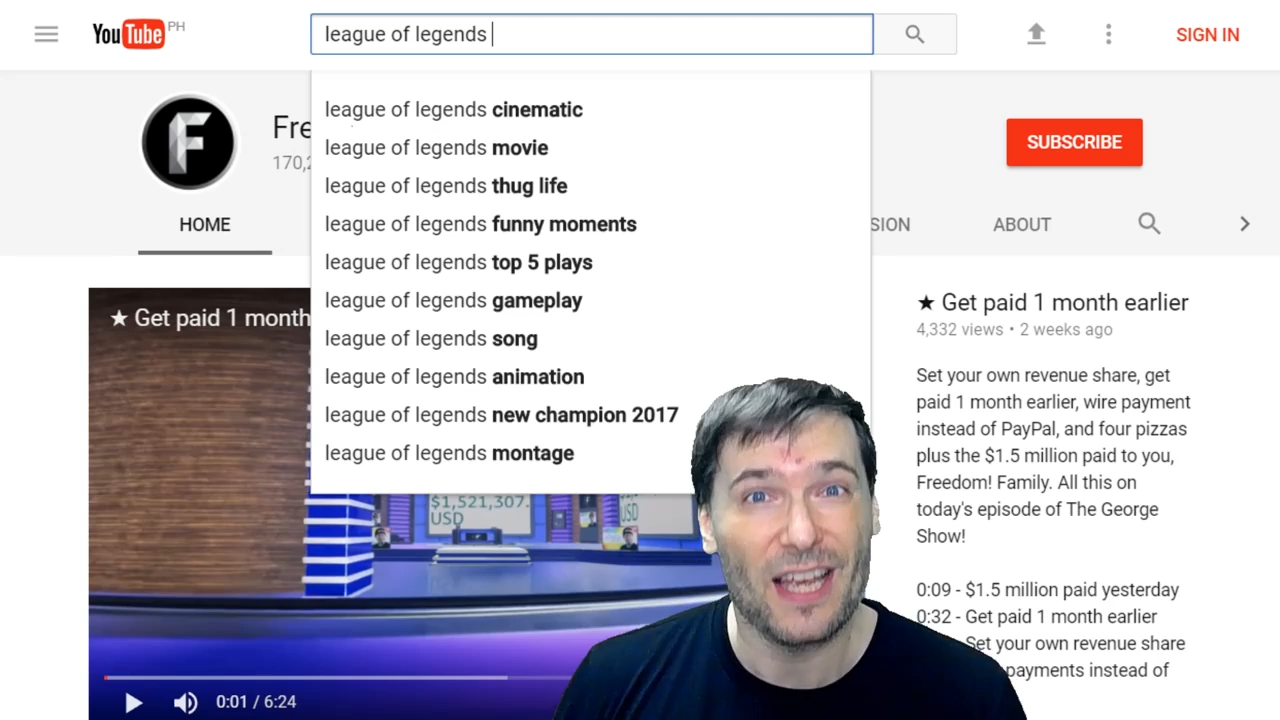 YouTube PH
league of legends
SIGN IN
league of legends cinematic
league of legends movie
league of legends thug life
league of legends funny moments
league of legends top 5 plays
league of legends gameplay
league of legends song
league of legends animation
league of legends new champion 2017
league of legends montage
F
Fre
170,2
SUBSCRIBE
HOME
SION
ABOUT
★ Get paid 1 month
$1,521,307.
USD
USD
0:01 / 6:24
★ Get paid 1 month earlier
4,332 views • 2 weeks ago
Set your own revenue share, get
paid 1 month earlier, wire payment
instead of PayPal, and four pizzas
plus the $1.5 million paid to you,
Freedom! Family. All this on
today's episode of The George
Show!
0:09 - $1.5 million paid yesterday
0:32 - Get paid 1 month earlier
Set your own revenue share
payments instead of